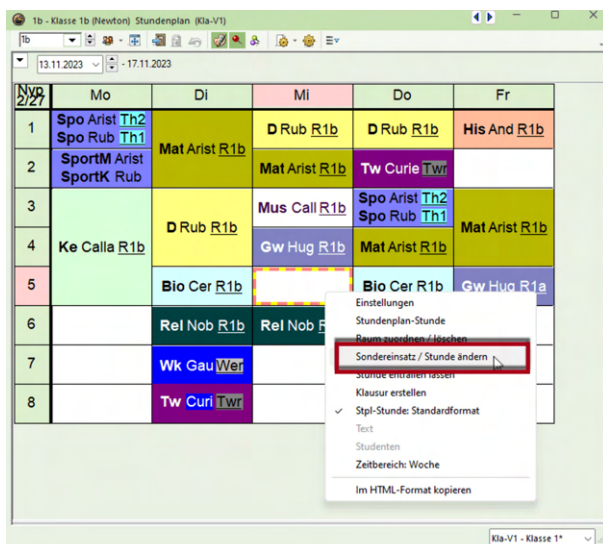 1b - Klasse 1b (Newton) Stundenplan (Kla-V1)
1b
13.11.2023 - 17.11.2023
Mo Di Mi Do Fr
1 Spo Arist Th2 Mat Arist R1b D Rub R1b D Rub R1b His And R1b
Spo Rub Th1
2 SportM Arist Mat Arist R1b Tw Curie Twr
SportK Rub
3 Ke Calla R1b D Rub R1b Mus Call R1b Spo Arist Th2 Mat Arist R1b
Spo Rub Th1
4 Gw Hug R1b Mat Arist R1b
5 Bio Cer R1b Bio Cer R1b Gw Hug R1a
6 Rel Nob R1b Rel Nob
7 Wk Gau Wer
8 Tw Curi Twr
Einstellungen
Stundenplan-Stunde
Raum zuordnen / löschen
Sondereinsatz / Stunde ändern
Stunde entfallen lassen
Klausur erstellen
✓ Stpl-Stunde: Standardformat
Text
Studenten
Zeitbereich: Woche
Im HTML-Format kopieren
Kla-V1 - Klasse 1*